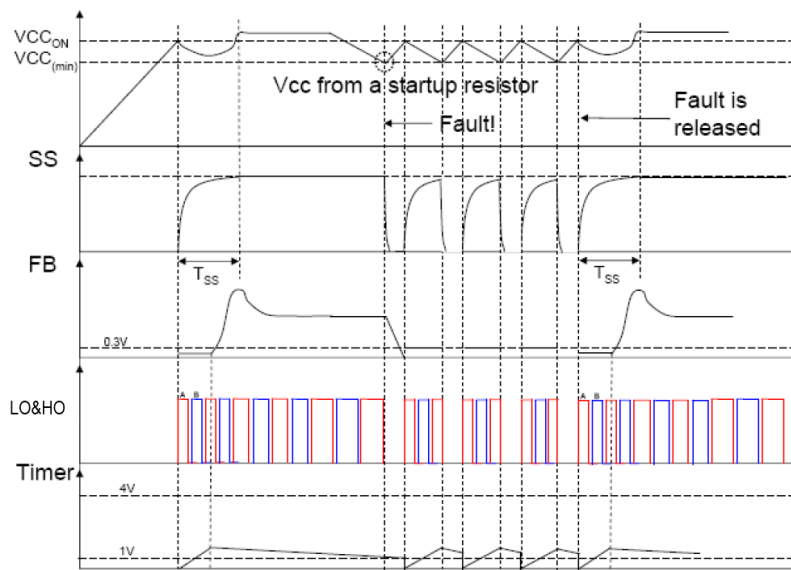 VCC_ON
VCC_(min)
Vcc from a startup resistor
Fault!
Fault is
released
SS
FB
T_SS
T_SS
0.3V
LO&HO
A B
A B
Timer
4V
1V